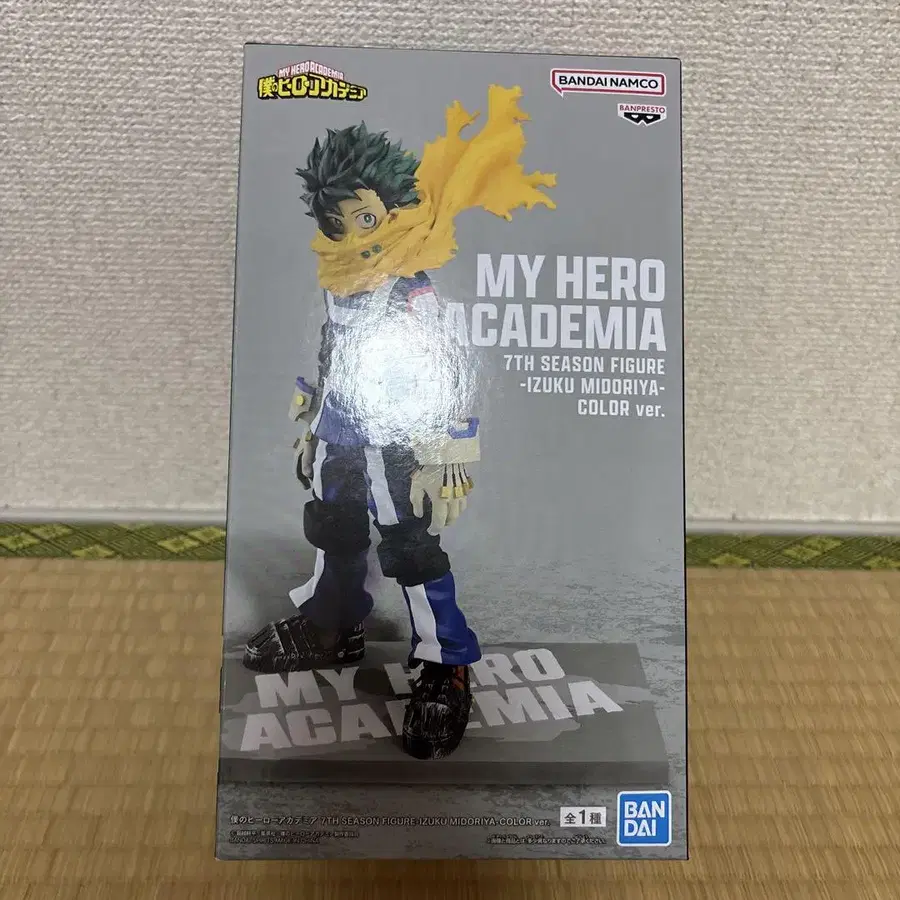 MY HERO ACADEMIA
僕のヒーローアカデミア
BANDAI NAMCO
BANPRESTO
MY HERO
ACADEMIA
7TH SEASON FIGURE
-IZUKU MIDORIYA-
COLOR ver.
MY HERO
ACADEMIA
僕のヒーローアカデミア 7TH SEASON FIGURE-IZUKU MIDORIYA-COLOR ver.
全1種
BAN
DAI